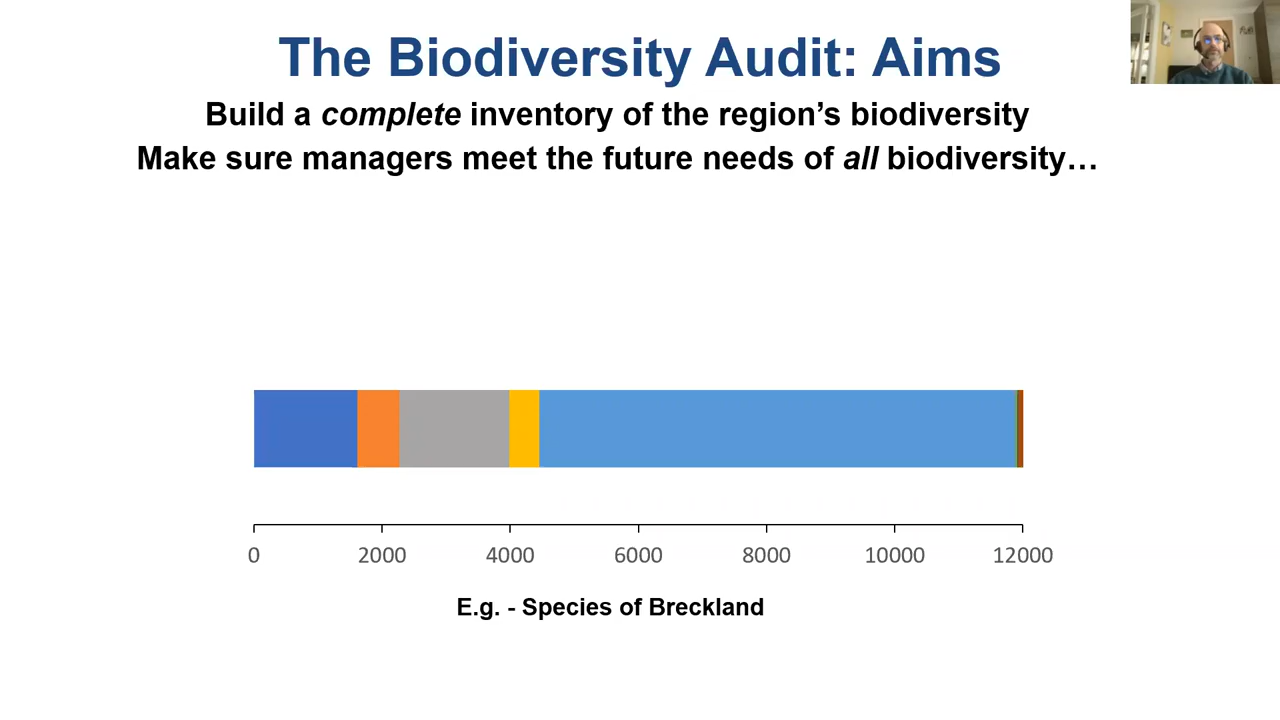 The Biodiversity Audit: Aims
Build a complete inventory of the region’s biodiversity
Make sure managers meet the future needs of all biodiversity…
0 2000 4000 6000 8000 10000 12000
E.g. - Species of Breckland